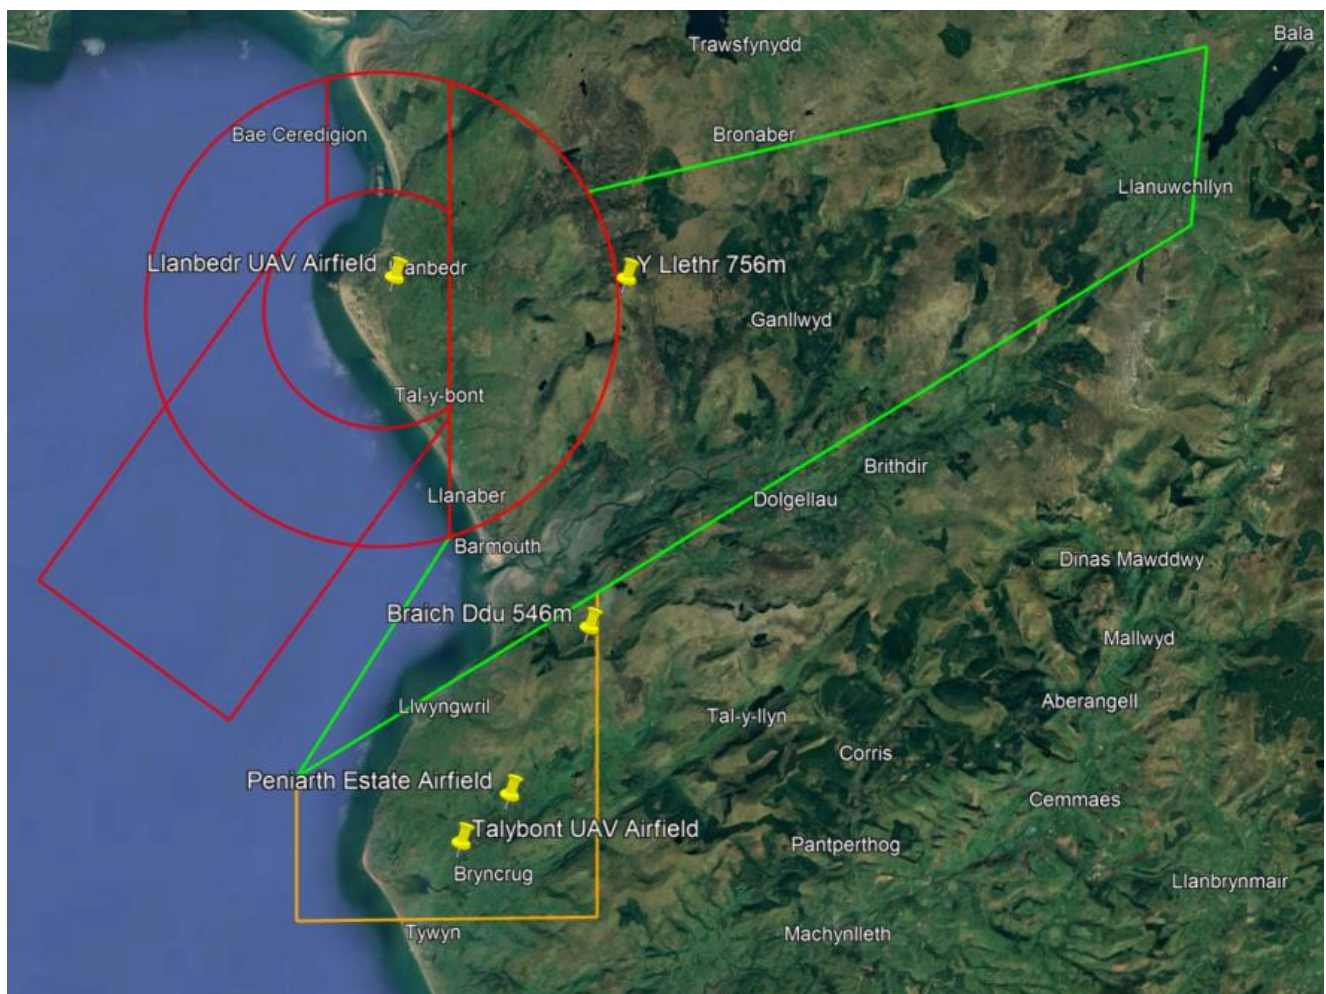 Bala
Trawsfynydd
Bae Ceredigion
Bronaber
Llanuwchllyn
Llanbedr UAV Airfield
anbedr
Y Llethr 756m
Ganllwyd
Tal-y-bont
Brithdir
Llanaber
Dolgellau
Barmouth
Dinas Mawddwy
Braich Ddu 546m
Mallwyd
Llwyngwril
Tal-y-llyn
Aberangell
Corris
Peniarth Estate Airfield
Cemmaes
Talybont UAV Airfield
Pantperthog
Bryncrug
Llanbrynmair
Tywyn
Machynlleth